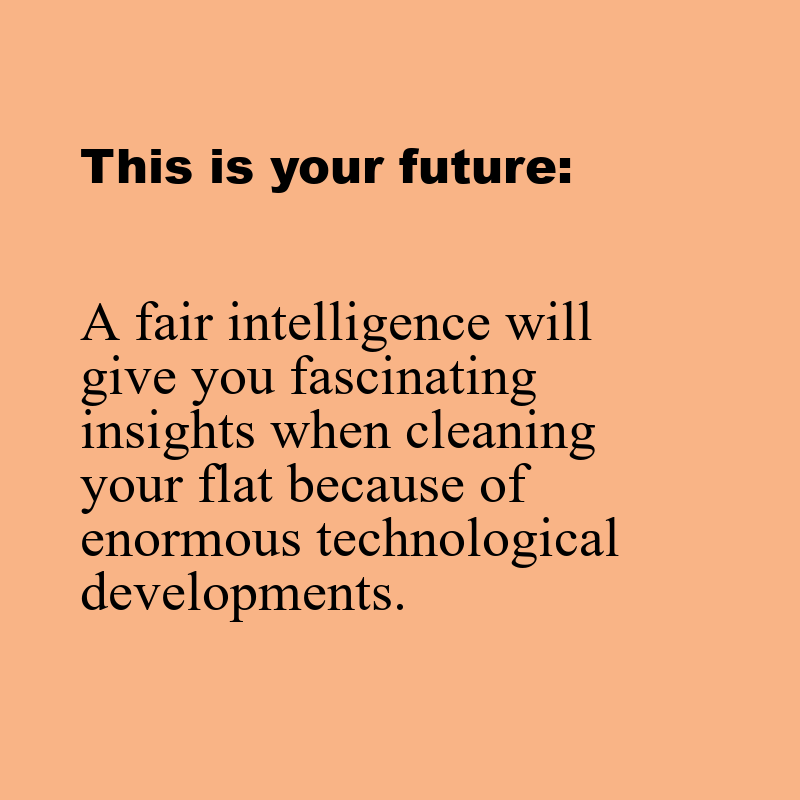 This is your future:
A fair intelligence will
give you fascinating
insights when cleaning
your flat because of
enormous technological
developments.